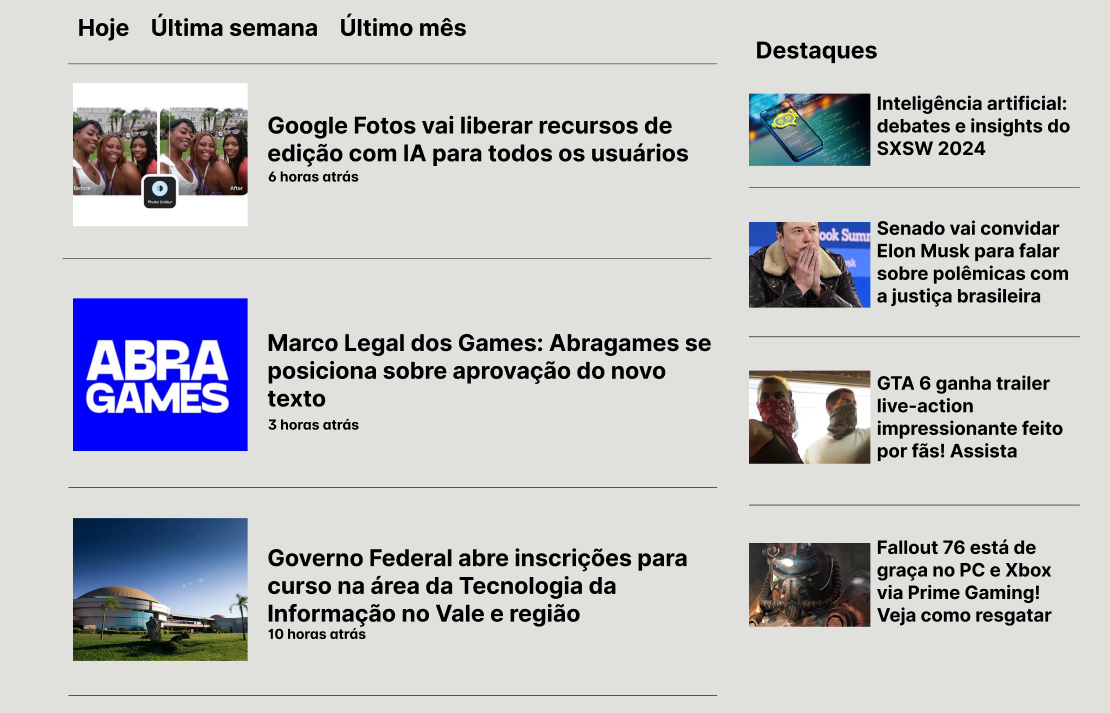 Hoje Última semana Último mês
Before
After
Photo Unblur
Google Fotos vai liberar recursos de
edição com IA para todos os usuários
6 horas atrás
ABRA
GAMES
Marco Legal dos Games: Abragames se
posiciona sobre aprovação do novo
texto
3 horas atrás
Governo Federal abre inscrições para
curso na área da Tecnologia da
Informação no Vale e região
10 horas atrás
Destaques
Inteligência artificial:
debates e insights do
SXSW 2024
ook Summ
Senado vai convidar
Elon Musk para falar
sobre polêmicas com
a justiça brasileira
GTA 6 ganha trailer
live-action
impressionante feito
por fãs! Assista
Fallout 76 está de
graça no PC e Xbox
via Prime Gaming!
Veja como resgatar